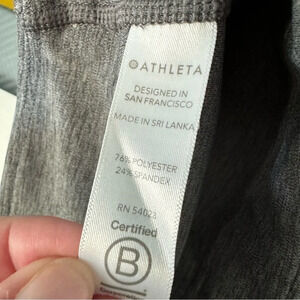 ATHLETA
DESIGNED IN
SAN FRANCISCO
MADE IN SRI LANKA
76% POLYESTER
24% SPANDEX
RN 54023
Certified
B